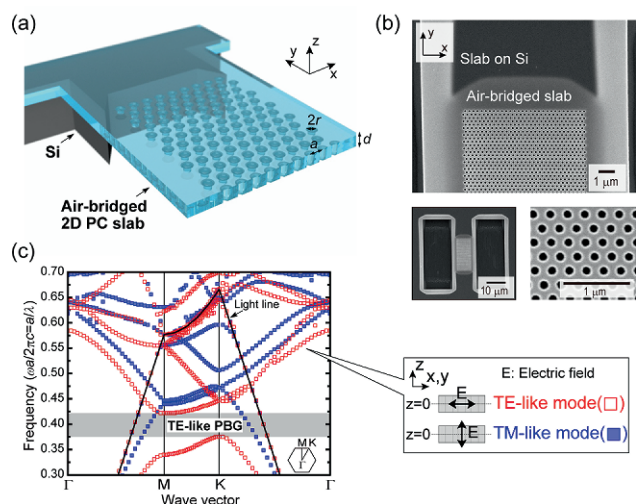 (a)
z
y
x
2r
a
d
Si
Air-bridged
2D PC slab
(b)
y
x
Slab on Si
Air-bridged slab
1 μm
10 μm
1 μm
(c)
Frequency (ωa/2πc=a/λ)
0.70
0.65
0.60
0.55
0.50
0.45
0.40
0.35
0.30
Light line
TE-like PBG
M K
Γ
Γ M K Γ
Wave vector
z
x,y
E: Electric field
z=0 E TE-like mode(□)
z=0 E TM-like mode(■)